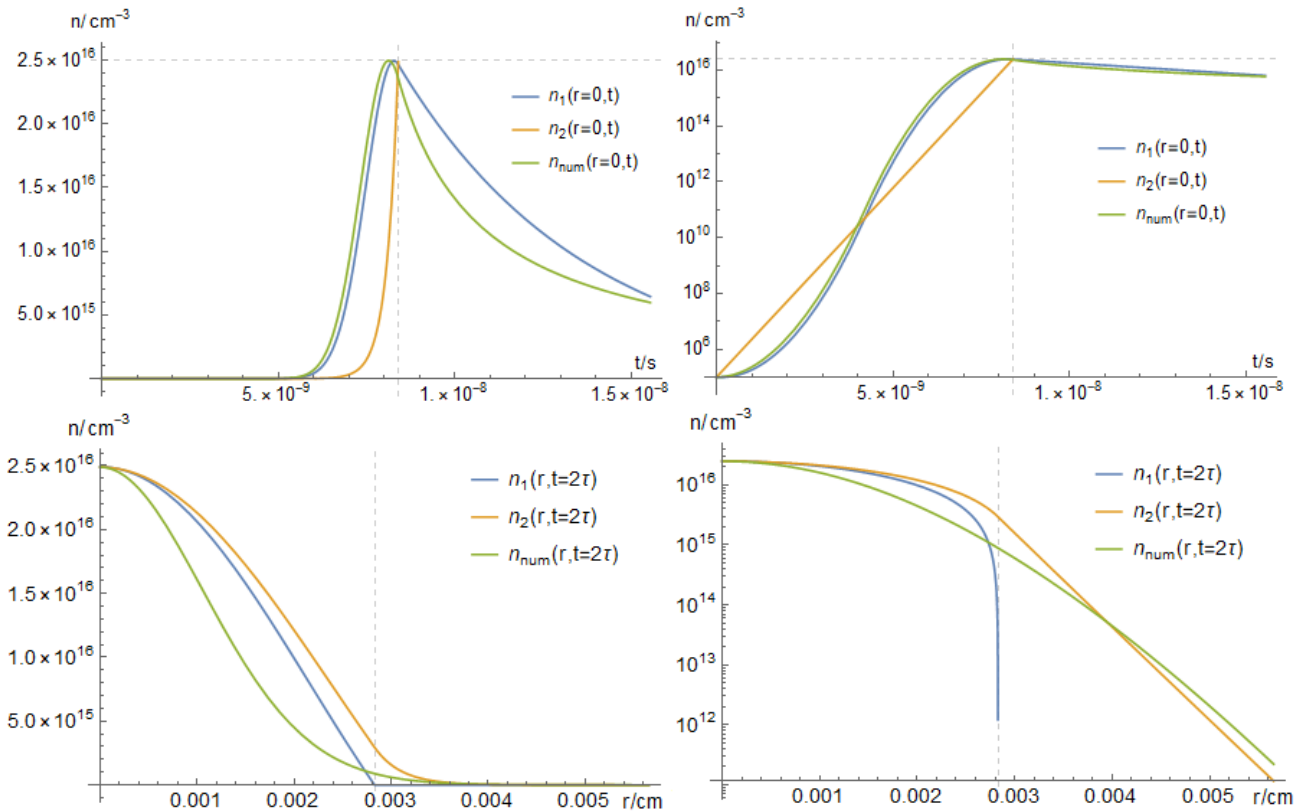 n/ cm⁻³
2.5 × 10¹⁶
2.0 × 10¹⁶
1.5 × 10¹⁶
1.0 × 10¹⁶
5.0 × 10¹⁵
n₁(r=0,t)
n₂(r=0,t)
nₙᵤₘ(r=0,t)
t/s
5. × 10⁻⁹
1. × 10⁻⁸
1.5 × 10⁻⁸
n/ cm⁻³
10¹⁶
10¹⁴
10¹²
10¹⁰
10⁸
10⁶
n₁(r=0,t)
n₂(r=0,t)
nₙᵤₘ(r=0,t)
t/s
5. × 10⁻⁹
1. × 10⁻⁸
1.5 × 10⁻⁸
n/cm⁻³
2.5 × 10¹⁶
2.0 × 10¹⁶
1.5 × 10¹⁶
1.0 × 10¹⁶
5.0 × 10¹⁵
n₁(r,t=2τ)
n₂(r,t=2τ)
nₙᵤₘ(r,t=2τ)
0.001
0.002
0.003
0.004
0.005
r/cm
n/cm⁻³
10¹⁶
10¹⁵
10¹⁴
10¹³
10¹²
n₁(r,t=2τ)
n₂(r,t=2τ)
nₙᵤₘ(r,t=2τ)
0.001
0.002
0.003
0.004
0.005
r/cm